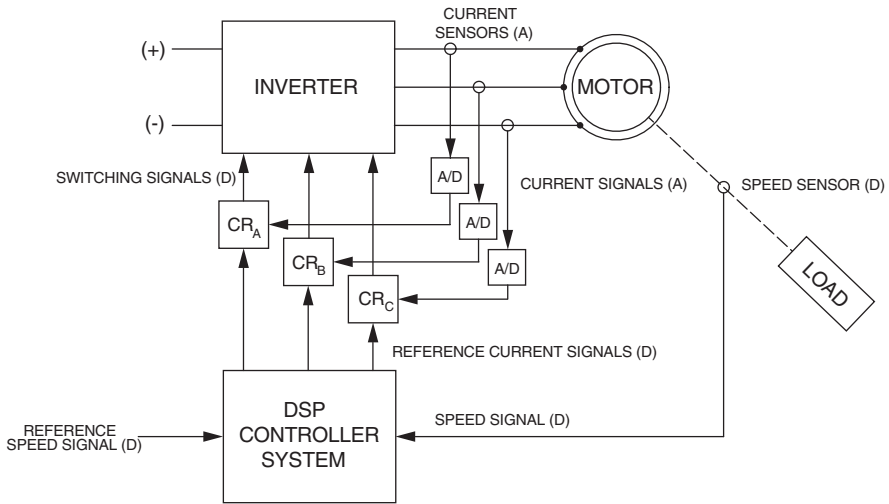 CURRENT
SENSORS (A)
(+)
INVERTER
MOTOR
(-)
SWITCHING SIGNALS (D)
A/D
CURRENT SIGNALS (A)
SPEED SENSOR (D)
CRA
A/D
CRB
A/D
LOAD
CRC
REFERENCE CURRENT SIGNALS (D)
REFERENCE
SPEED SIGNAL (D)
DSP
CONTROLLER
SYSTEM
SPEED SIGNAL (D)